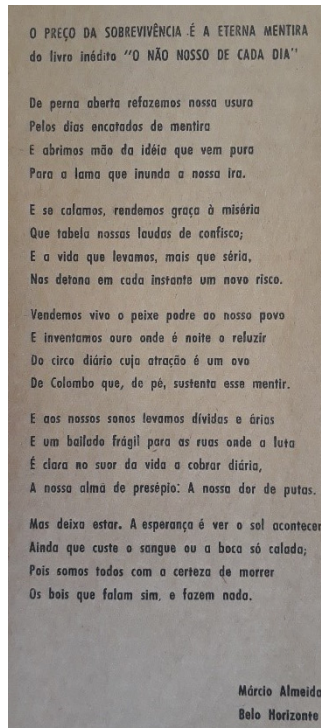 O PREÇO DA SOBREVIVÊNCIA É A ETERNA MENTIRA
do livro inédito "O NÃO NOSSO DE CADA DIA"
De perna aberta refazemos nossa usura
Pelos dias encatados de mentira
E abrimos mão da idéia que vem pura
Para a lama que inunda a nossa ira.
E se calamos, rendemos graça à miséria
Que tabela nossas laudas de confisco;
E a vida que levamos, mais que séria,
Nos detona em cada instante um novo risco.
Vendemos vivo o peixe podre ao nosso povo
E inventamos ouro onde é noite o reluzir
Do circo diário cuja atração é um ovo
De Colombo que, de pé, sustenta esse mentir.
E aos nossos sonos levamos dívidas e árias
E um bailado frágil para as ruas onde a luta
É clara no suor da vida a cobrar diária,
A nossa alma de presépio: A nossa dor de putas.
Mas deixa estar. A esperança é ver o sol acontecer
Ainda que custe o sangue ou a boca só calada;
Pois somos todos com a certeza de morrer
Os bois que falam sim, e fazem nada.
Márcio Almeida
Belo Horizonte